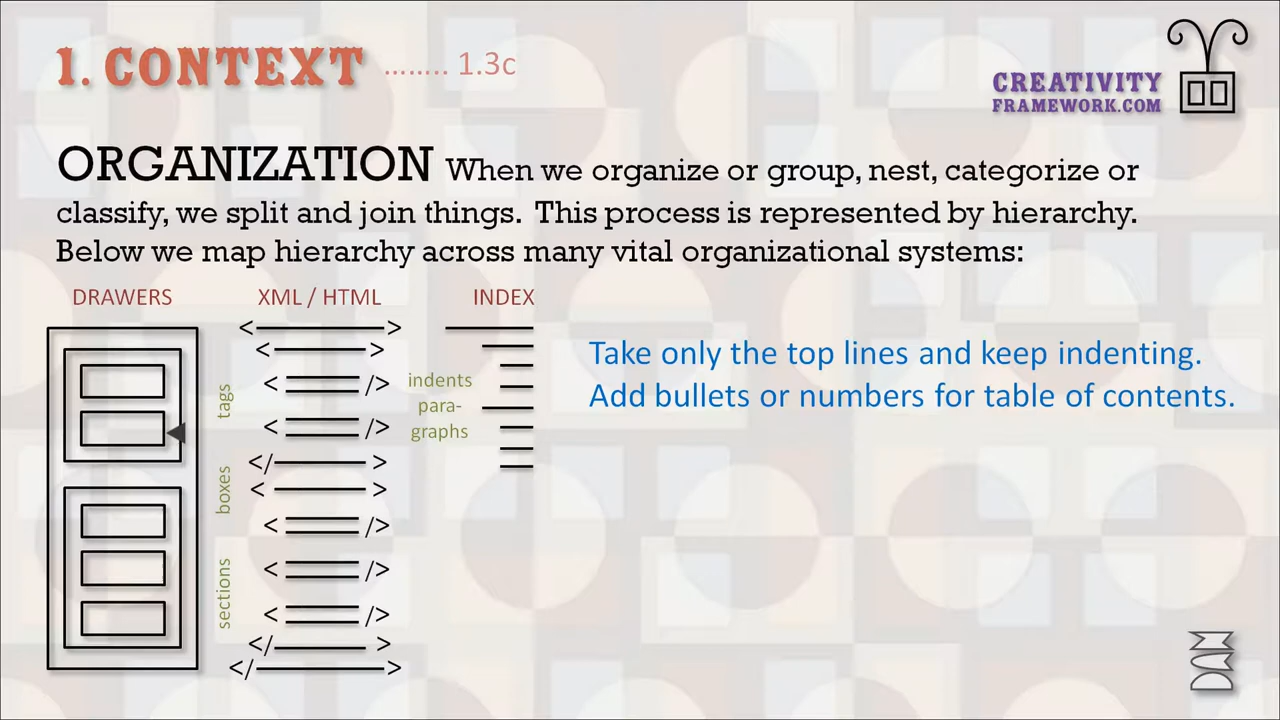 1. CONTEXT ........ 1.3c
CREATIVITY
FRAMEWORK.COM
ORGANIZATION When we organize or group, nest, categorize or
classify, we split and join things. This process is represented by hierarchy.
Below we map hierarchy across many vital organizational systems:
DRAWERS
XML / HTML
INDEX
tags
boxes
sections
< >
< >
< />
< />
</ >
< >
< />
< />
< />
</ >
</ >
indents
para-
graphs
Take only the top lines and keep indenting.
Add bullets or numbers for table of contents.